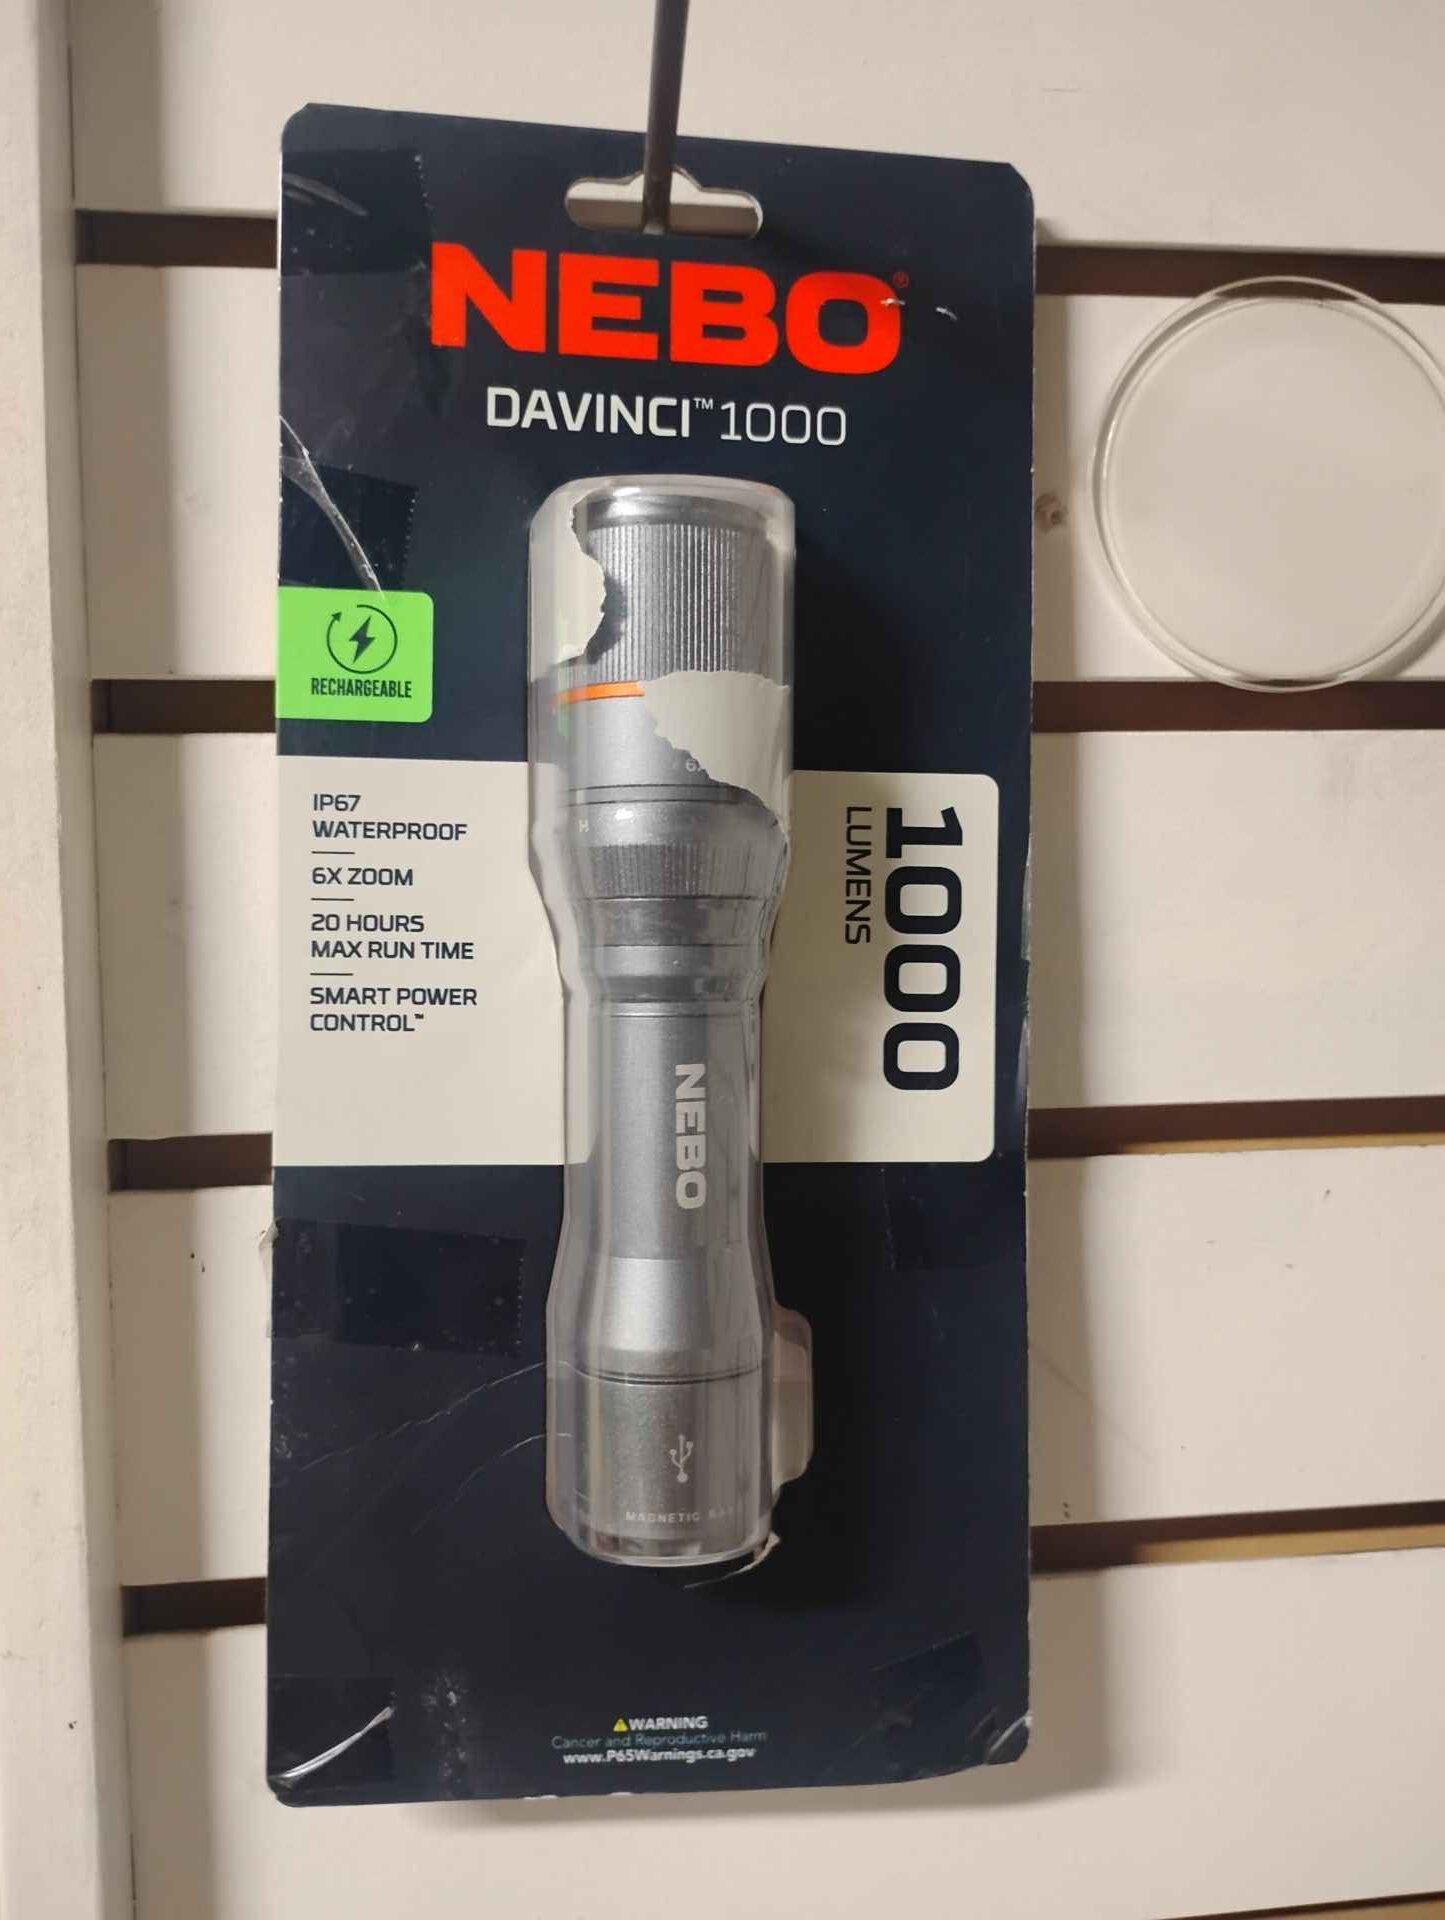 NEBO®
DAVINCI™ 1000
RECHARGEABLE
IP67
WATERPROOF
6X ZOOM
20 HOURS
MAX RUN TIME
SMART POWER
CONTROL™
1000
LUMENS
H
NEBO
MAGNETIC
WARNING
Cancer and Reproductive Harm
www.P65Warnings.ca.gov